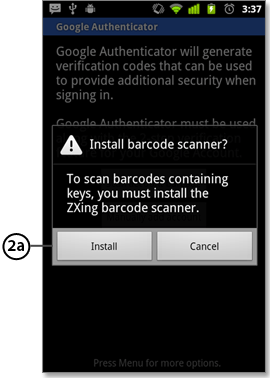 3:37
Google Authenticator
Google Authenticator will generate
verification codes that can be used
to provide additional security when
signing in.
Google Authenticator must be used
Install barcode scanner?
To scan barcodes containing
keys, you must install the
ZXing barcode scanner.
2a
Install
Cancel
Press Menu for more options.